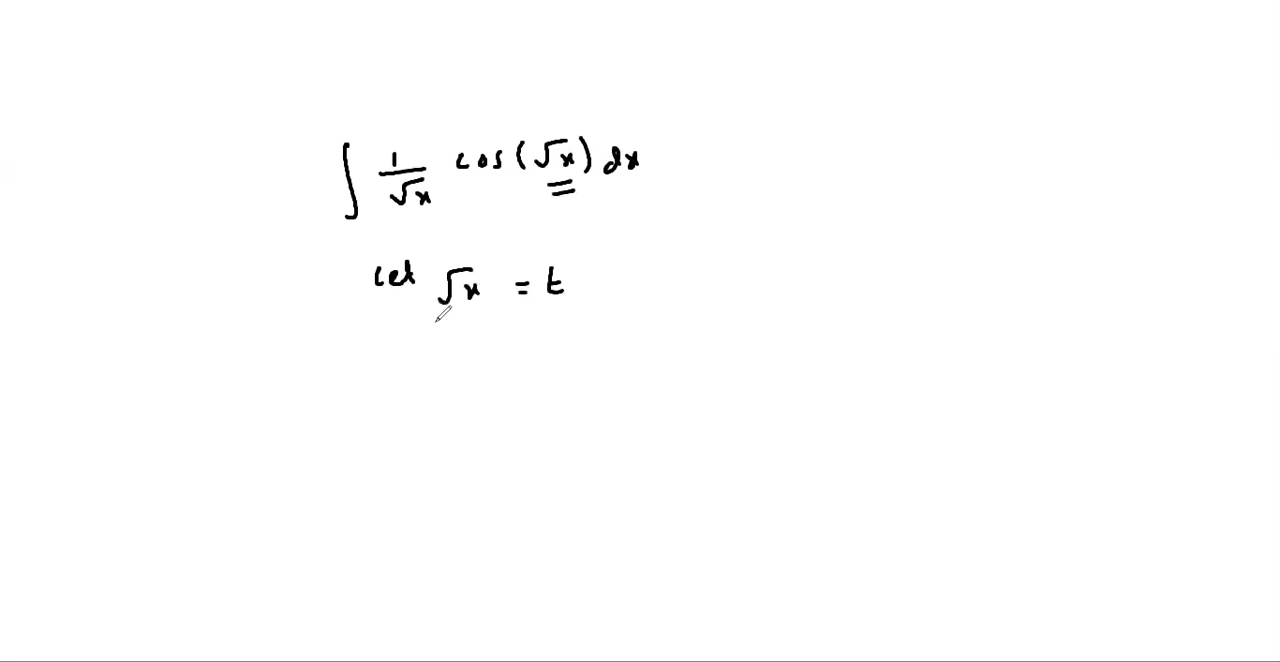 ∫ 1/√x cos(√x) dx
let √x = t